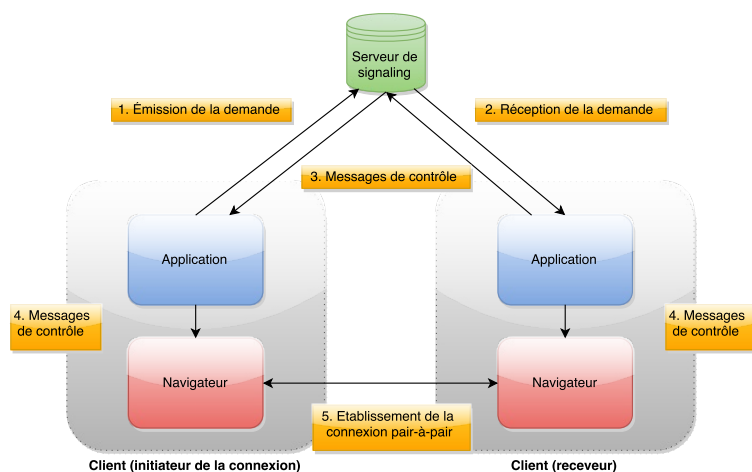 Serveur de
signaling
1. Émission de la demande
2. Réception de la demande
3. Messages de contrôle
Application
Application
4. Messages
de contrôle
4. Messages
de contrôle
Navigateur
Navigateur
5. Etablissement de la
connexion pair-à-pair
Client (initiateur de la connexion)
Client (receveur)